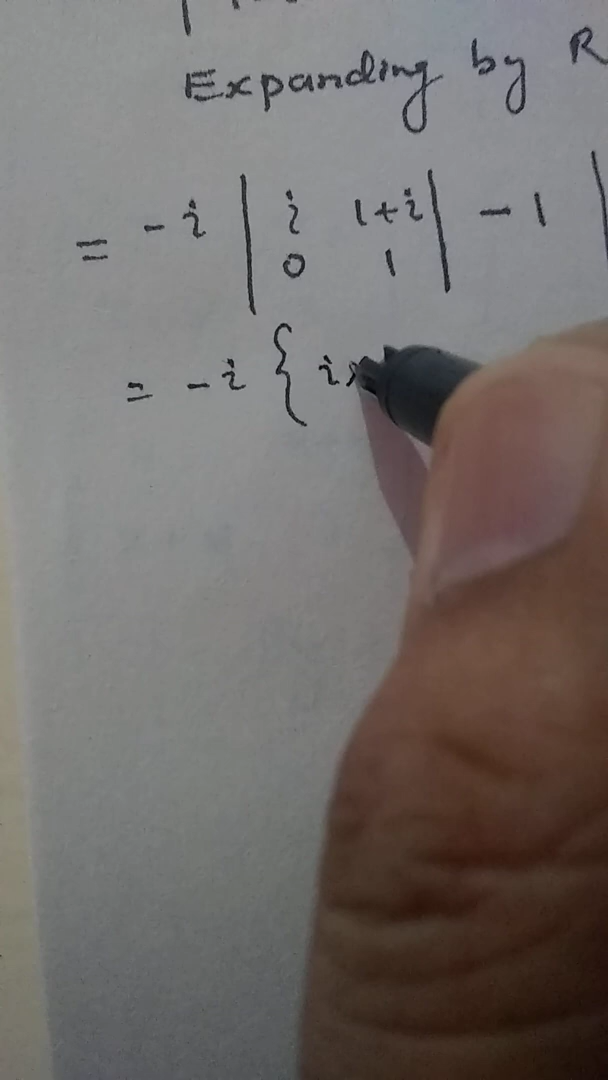 Expanding by R
= -i | i 1+i | - 1 |
0 1
= -i { i×